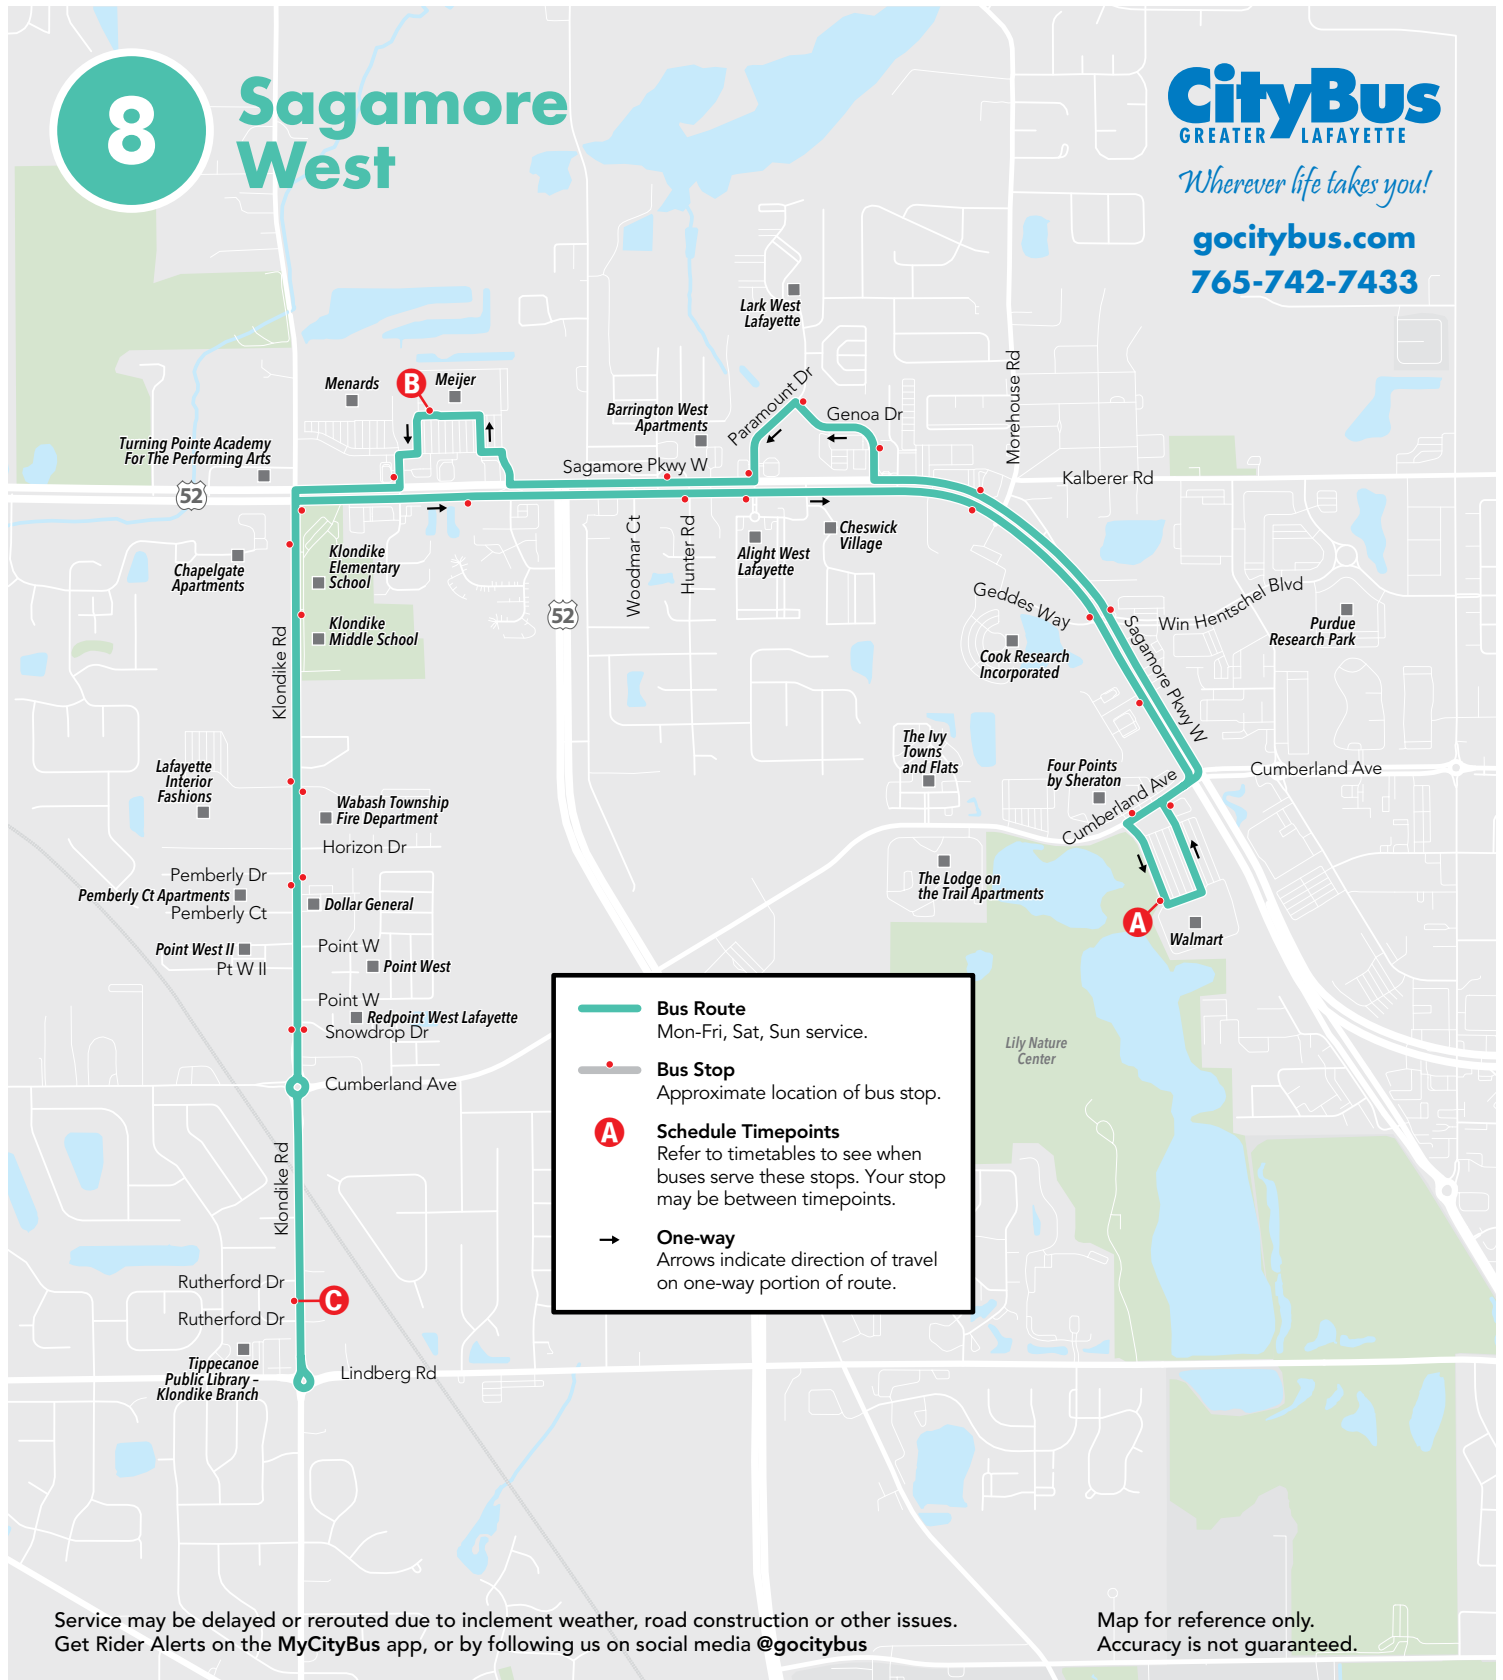 8
Sagamore
West
CityBus
GREATER LAFAYETTE
Wherever life takes you!
gocitybus.com
765-742-7433
Lark West
Lafayette
Menards
B
Meijer
Paramount Dr
Genoa Dr
Morehouse Rd
Barrington West
Apartments
Turning Pointe Academy
For The Performing Arts
Sagamore Pkwy W
Kalberer Rd
52
Klondike
Elementary
School
Chapelgate
Apartments
Woodmar Ct
Hunter Rd
Alight West
Lafayette
Cheswick
Village
52
Geddes Way
Win Hentschel Blvd
Purdue
Research Park
Klondike
Middle School
Klondike Rd
Cook Research
Incorporated
Sagamore Pkwy W
The Ivy
Towns
and Flats
Four Points
by Sheraton
Cumberland Ave
Cumberland Ave
Lafayette
Interior
Fashions
Wabash Township
Fire Department
Horizon Dr
Pemberly Dr
Pemberly Ct Apartments
Pemberly Ct
Dollar General
The Lodge on
the Trail Apartments
A
Walmart
Point West II
Pt W II
Point W
Point West
Point W
Redpoint West Lafayette
Snowdrop Dr
Cumberland Ave
Lily Nature
Center
Bus Route
Mon-Fri, Sat, Sun service.
Bus Stop
Approximate location of bus stop.
A
Schedule Timepoints
Refer to timetables to see when
buses serve these stops. Your stop
may be between timepoints.
One-way
Arrows indicate direction of travel
on one-way portion of route.
Klondike Rd
Rutherford Dr
C
Rutherford Dr
Tippecanoe
Public Library –
Klondike Branch
Lindberg Rd
Service may be delayed or rerouted due to inclement weather, road construction or other issues.
Get Rider Alerts on the MyCityBus app, or by following us on social media @gocitybus
Map for reference only.
Accuracy is not guaranteed.